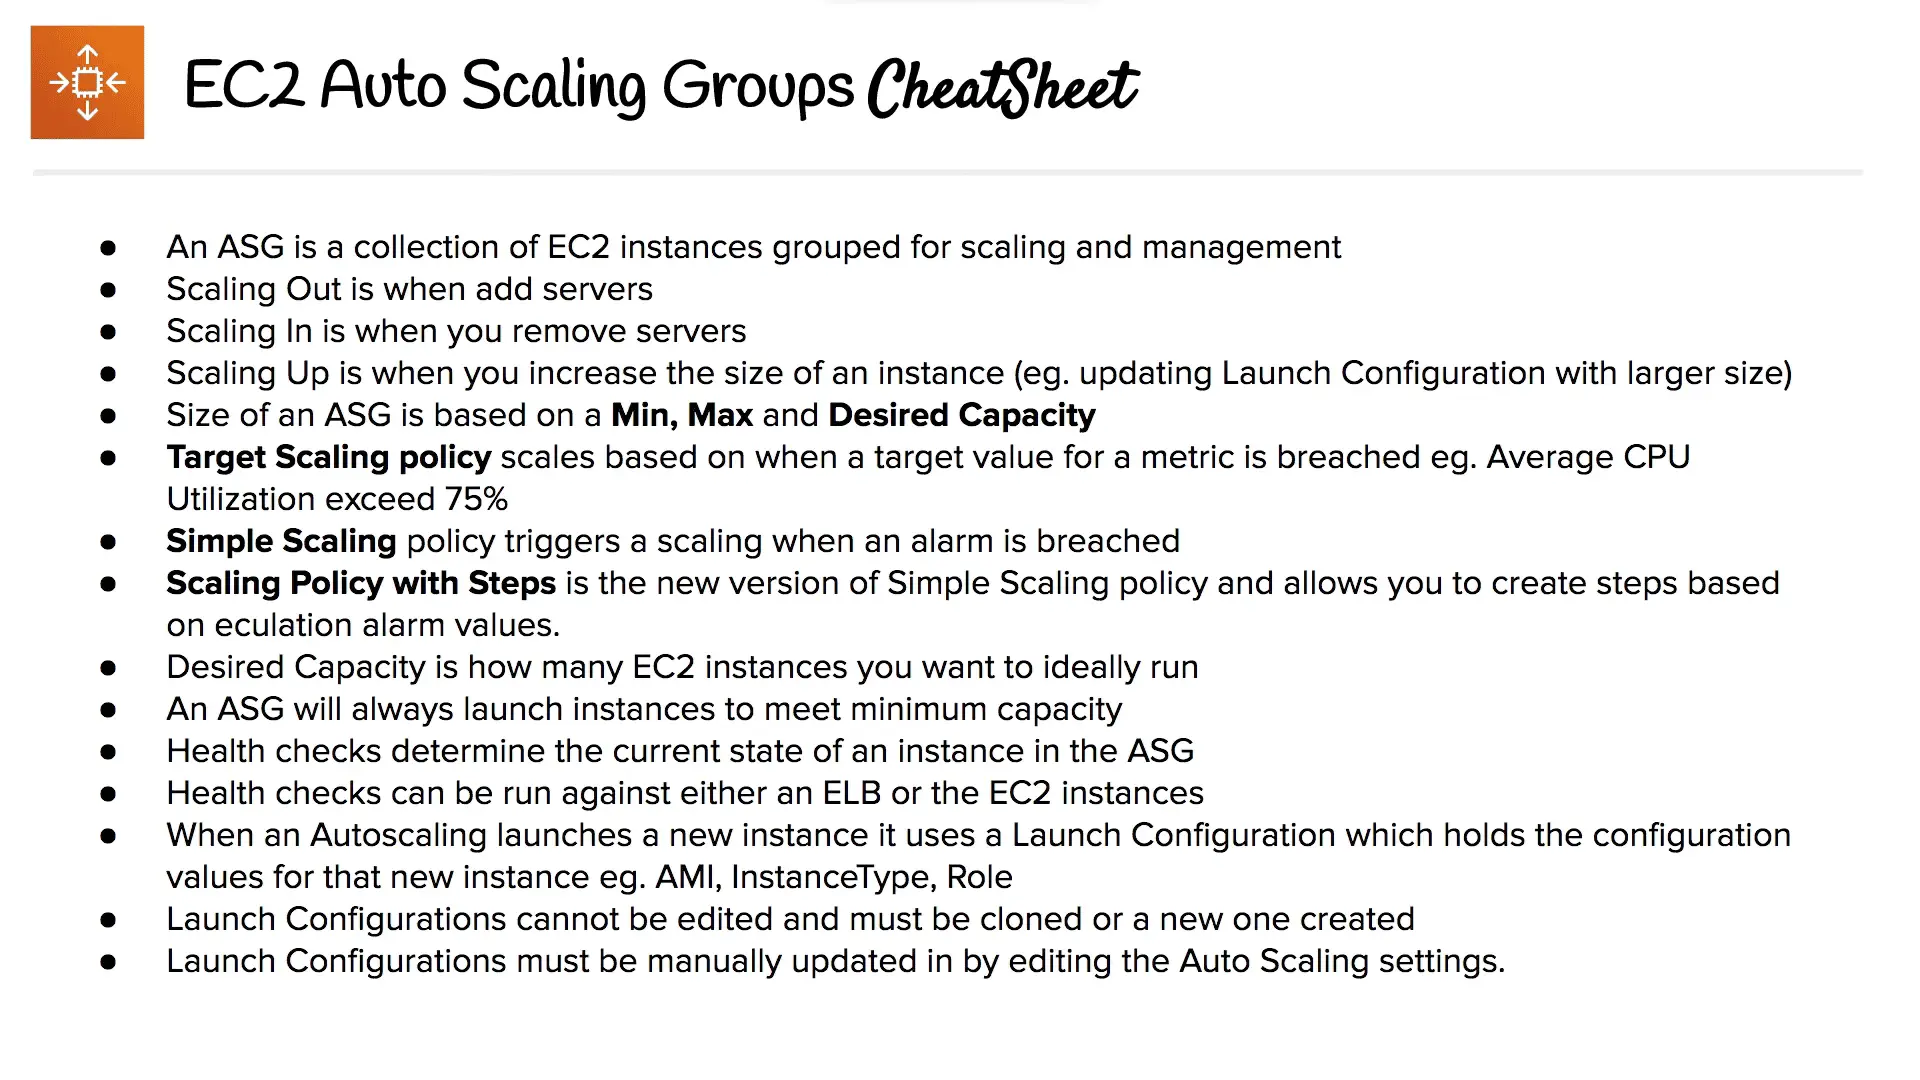 EC2 Auto Scaling Groups CheatSheet
● An ASG is a collection of EC2 instances grouped for scaling and management
● Scaling Out is when add servers
● Scaling In is when you remove servers
● Scaling Up is when you increase the size of an instance (eg. updating Launch Configuration with larger size)
● Size of an ASG is based on a Min, Max and Desired Capacity
● Target Scaling policy scales based on when a target value for a metric is breached eg. Average CPU
Utilization exceed 75%
● Simple Scaling policy triggers a scaling when an alarm is breached
● Scaling Policy with Steps is the new version of Simple Scaling policy and allows you to create steps based
on eculation alarm values.
● Desired Capacity is how many EC2 instances you want to ideally run
● An ASG will always launch instances to meet minimum capacity
● Health checks determine the current state of an instance in the ASG
● Health checks can be run against either an ELB or the EC2 instances
● When an Autoscaling launches a new instance it uses a Launch Configuration which holds the configuration
values for that new instance eg. AMI, InstanceType, Role
● Launch Configurations cannot be edited and must be cloned or a new one created
● Launch Configurations must be manually updated in by editing the Auto Scaling settings.